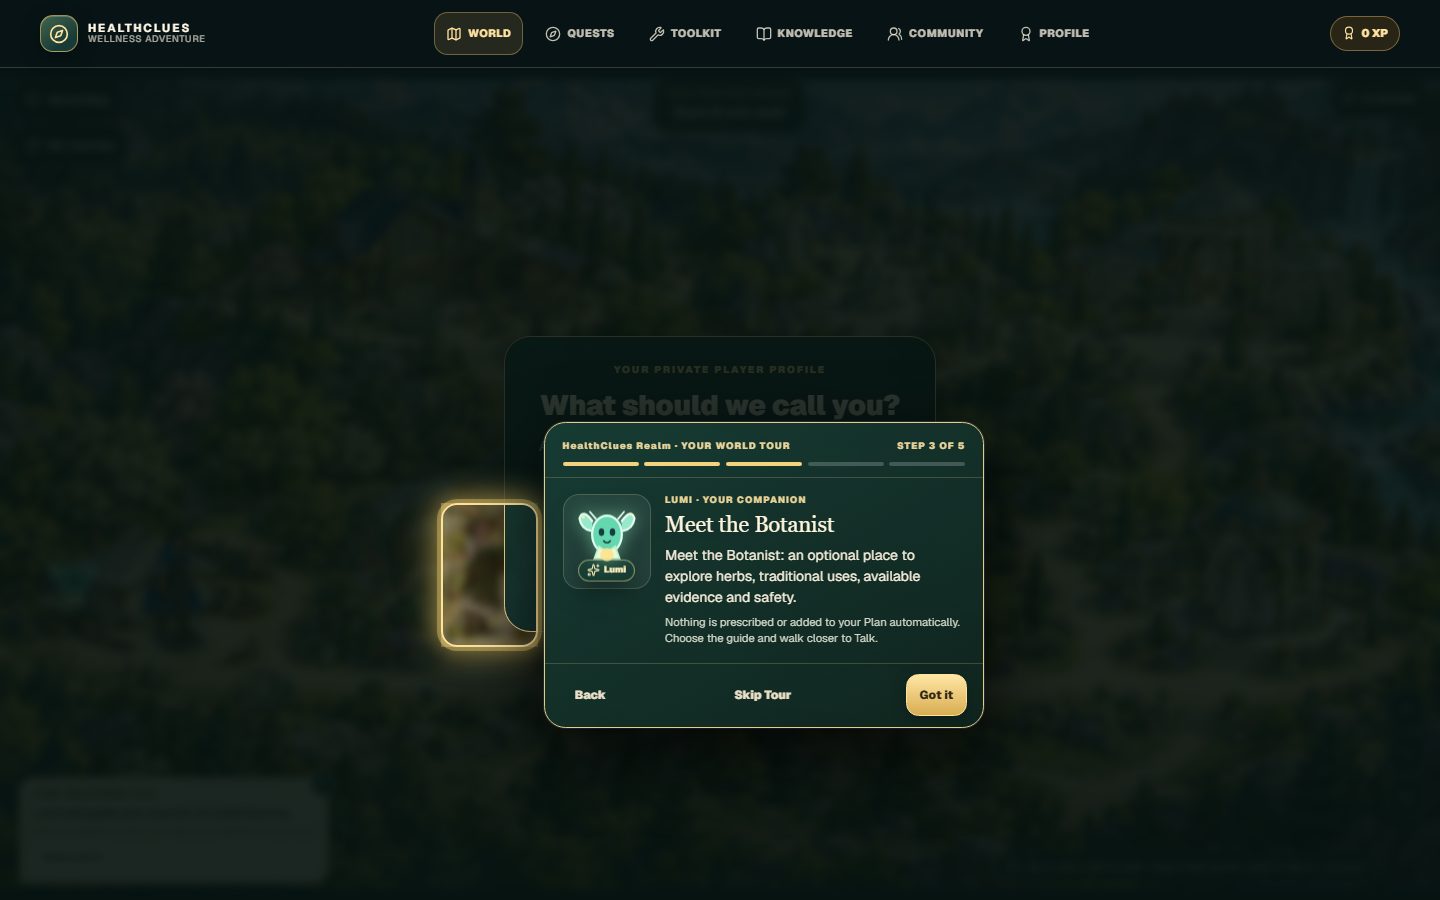 HEALTHCLUES
WELLNESS ADVENTURE
WORLD
QUESTS
TOOLKIT
KNOWLEDGE
COMMUNITY
PROFILE
0 XP
YOUR PRIVATE PLAYER PROFILE
What should we call you?
HealthClues Realm · YOUR WORLD TOUR
STEP 3 OF 5
LUMI · YOUR COMPANION
Meet the Botanist
Meet the Botanist: an optional place to
explore herbs, traditional uses, available
evidence and safety.
Nothing is prescribed or added to your Plan automatically.
Choose the guide and walk closer to Talk.
Lumi
Back
Skip Tour
Got it